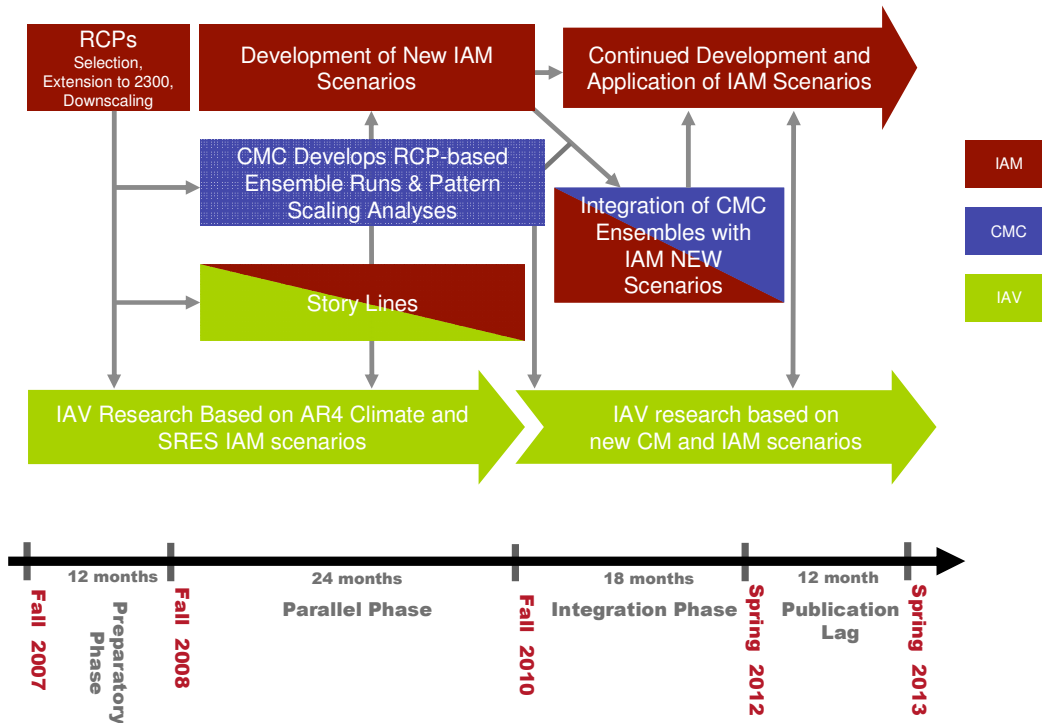 RCPs
Selection,
Extension to 2300,
Downscaling
Development of New IAM
Scenarios
Continued Development and
Application of IAM Scenarios
CMC Develops RCP-based
Ensemble Runs & Pattern
Scaling Analyses
Integration of CMC
Ensembles with
IAM NEW
Scenarios
Story Lines
IAM
CMC
IAV
IAV Research Based on AR4 Climate and
SRES IAM scenarios
IAV research based on
new CM and IAM scenarios
12 months
24 months
18 months
12 month
Fall 2007
Preparatory
Phase
Fall 2008
Parallel Phase
Fall 2010
Integration Phase
Spring 2012
Publication
Lag
Spring 2013